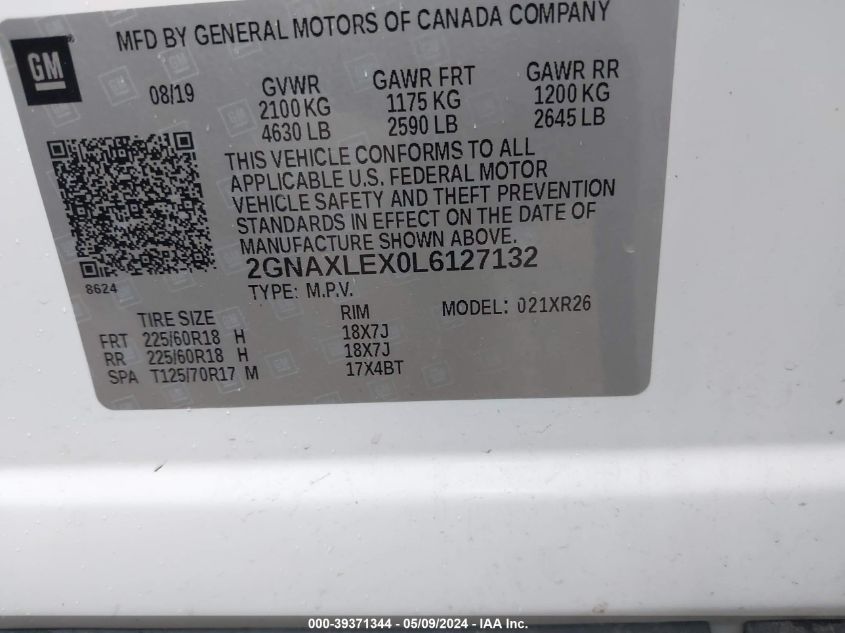 MFD BY GENERAL MOTORS OF CANADA COMPANY
GM
08/19
GVWR
2100 KG
4630 LB
GAWR FRT
1175 KG
2590 LB
GAWR RR
1200 KG
2645 LB
THIS VEHICLE CONFORMS TO ALL
APPLICABLE U.S. FEDERAL MOTOR
VEHICLE SAFETY AND THEFT PREVENTION
STANDARDS IN EFFECT ON THE DATE OF
MANUFACTURE SHOWN ABOVE.
8624
2GNAXLEX0L6127132
TYPE: M.P.V.
MODEL: 021XR26
TIRE SIZE RIM
FRT 225/60R18 H 18X7J
RR 225/60R18 H 18X7J
SPA T125/70R17 M 17X4BT
000-39371344 - 05/09/2024 - IAA Inc.